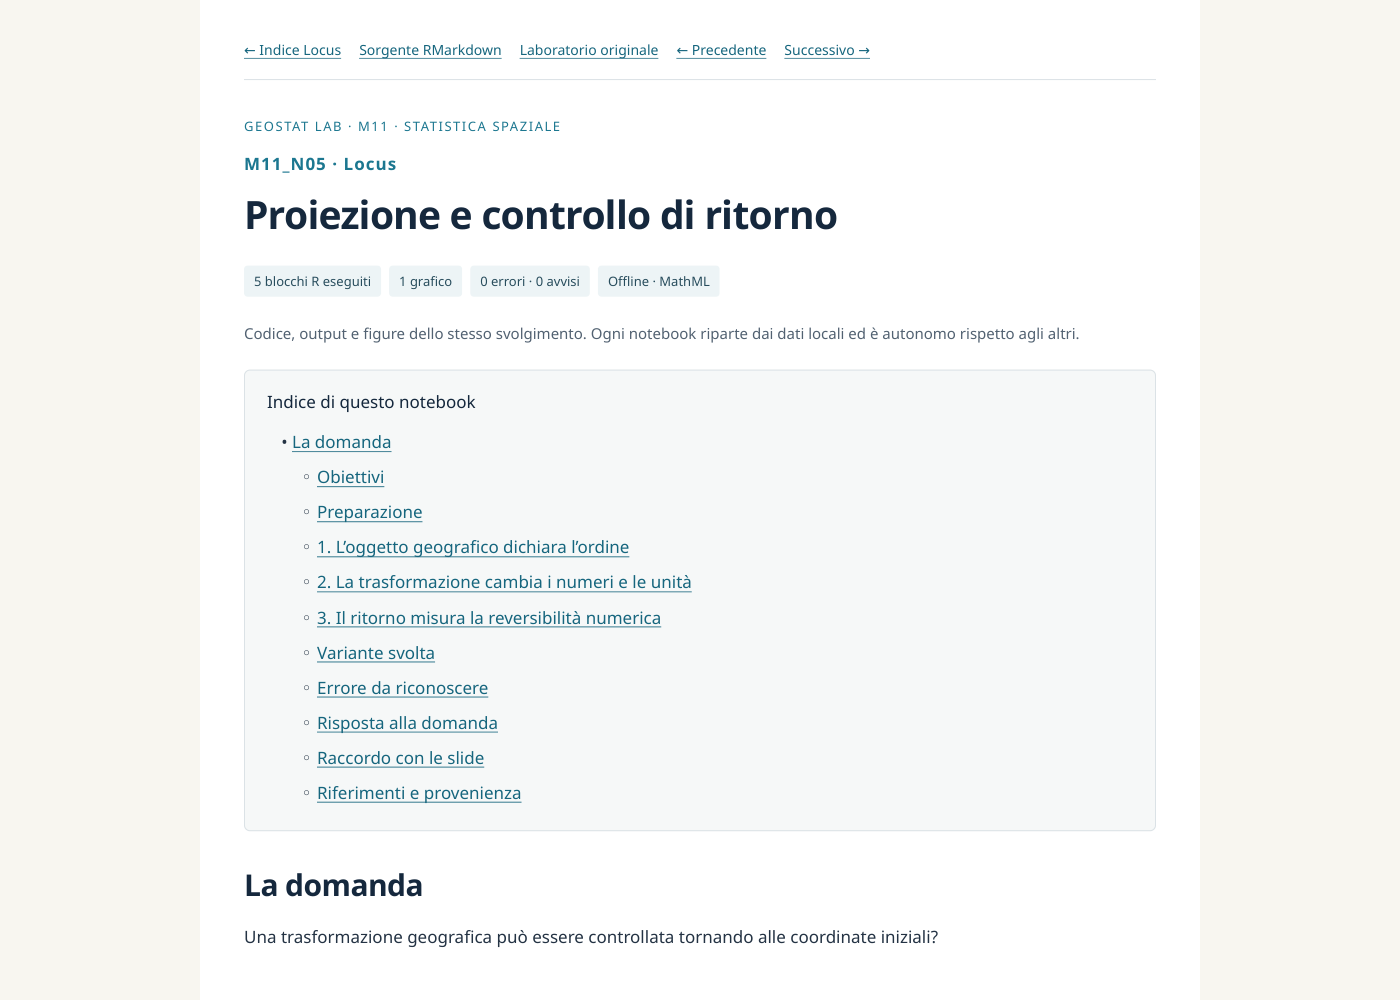 ← Indice Locus Sorgente RMarkdown Laboratorio originale ← Precedente Successivo →
GEOSTAT LAB · M11 · STATISTICA SPAZIALE
M11_N05 · Locus
Proiezione e controllo di ritorno
5 blocchi R eseguiti 1 grafico 0 errori · 0 avvisi Offline · MathML
Codice, output e figure dello stesso svolgimento. Ogni notebook riparte dai dati locali ed è autonomo rispetto agli altri.
Indice di questo notebook
• La domanda
◦ Obiettivi
◦ Preparazione
◦ 1. L’oggetto geografico dichiara l’ordine
◦ 2. La trasformazione cambia i numeri e le unità
◦ 3. Il ritorno misura la reversibilità numerica
◦ Variante svolta
◦ Errore da riconoscere
◦ Risposta alla domanda
◦ Raccordo con le slide
◦ Riferimenti e provenienza
La domanda
Una trasformazione geografica può essere controllata tornando alle coordinate iniziali?